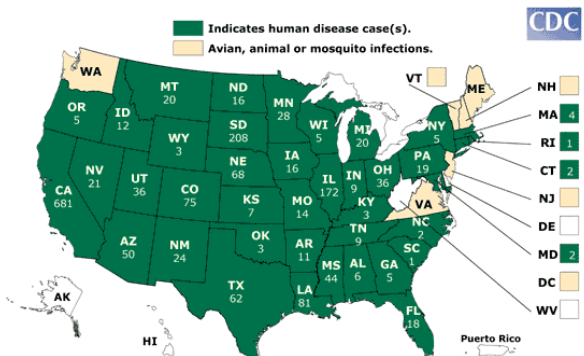 Indicates human disease case(s).
CDC
Avian, animal or mosquito infections.
WA
MT
20
ND
16
MN
28
VT
ME
NH
OR
5
ID
12
WY
3
SD
208
WI
5
MI
20
NY
5
MA 4
RI 1
CT 2
NV
21
UT
36
CO
75
NE
68
IA
16
IL
172
IN
9
OH
36
PA
19
NJ
CA
681
KS
7
MO
14
KY
3
VA
DE
MD 2
AZ
50
NM
24
OK
3
AR
11
TN
9
NC
2
SC
1
DC
WV
TX
62
LA
81
MS
44
AL
6
GA
5
FL
18
AK
HI
Puerto Rico